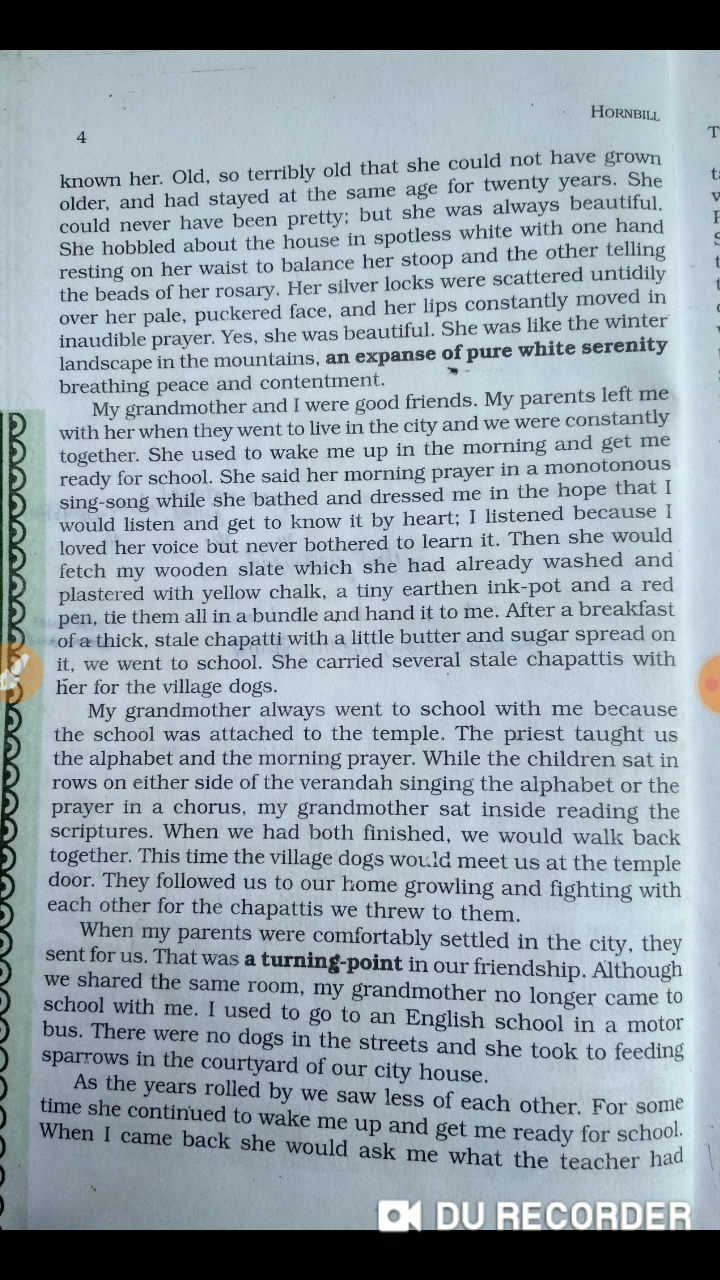 HORNBILL
4
known her. Old, so terribly old that she could not have grown
older, and had stayed at the same age for twenty years. She
could never have been pretty; but she was always beautiful.
She hobbled about the house in spotless white with one hand
resting on her waist to balance her stoop and the other telling
the beads of her rosary. Her silver locks were scattered untidily
over her pale, puckered face, and her lips constantly moved in
inaudible prayer. Yes, she was beautiful. She was like the winter
landscape in the mountains, an expanse of pure white serenity
breathing peace and contentment.
My grandmother and I were good friends. My parents left me
with her when they went to live in the city and we were constantly
together. She used to wake me up in the morning and get me
ready for school. She said her morning prayer in a monotonous
sing-song while she bathed and dressed me in the hope that I
would listen and get to know it by heart; I listened because I
loved her voice but never bothered to learn it. Then she would
fetch my wooden slate which she had already washed and
plastered with yellow chalk, a tiny earthen ink-pot and a red
pen, tie them all in a bundle and hand it to me. After a breakfast
of a thick, stale chapatti with a little butter and sugar spread on
it, we went to school. She carried several stale chapattis with
her for the village dogs.
My grandmother always went to school with me because
the school was attached to the temple. The priest taught us
the alphabet and the morning prayer. While the children sat in
rows on either side of the verandah singing the alphabet or the
prayer in a chorus, my grandmother sat inside reading the
scriptures. When we had both finished, we would walk back
together. This time the village dogs would meet us at the temple
door. They followed us to our home growling and fighting with
each other for the chapattis we threw to them.
When my parents were comfortably settled in the city, they
sent for us. That was a turning-point in our friendship. Although
we shared the same room, my grandmother no longer came to
school with me. I used to go to an English school in a motor
bus. There were no dogs in the streets and she took to feeding
sparrows in the courtyard of our city house.
As the years rolled by we saw less of each other. For some
time she continued to wake me up and get me ready for school.
When I came back she would ask me what the teacher had
DU RECORDER